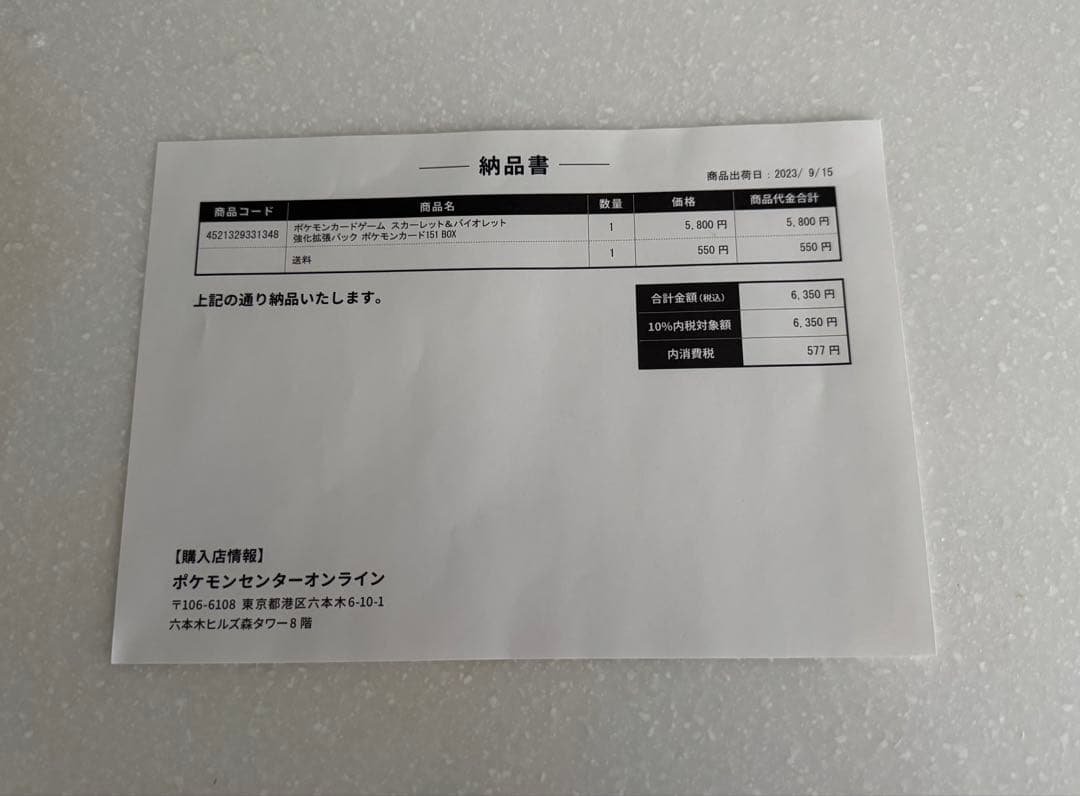 納品書
商品出荷日：2023/ 9/15
商品コード 商品名 数量 価格 商品代金合計
4521329331348 ポケモンカードゲーム スカーレット＆バイオレット 1 5,800 円 5,800 円
強化拡張パック ポケモンカード151 BOX
送料 1 550 円 550 円
上記の通り納品いたします。
合計金額（税込） 6,350 円
10%内税対象額 6,350 円
内消費税 577 円
【購入店情報】
ポケモンセンターオンライン
〒106-6108 東京都港区六本木6-10-1
六本木ヒルズ森タワー8 階